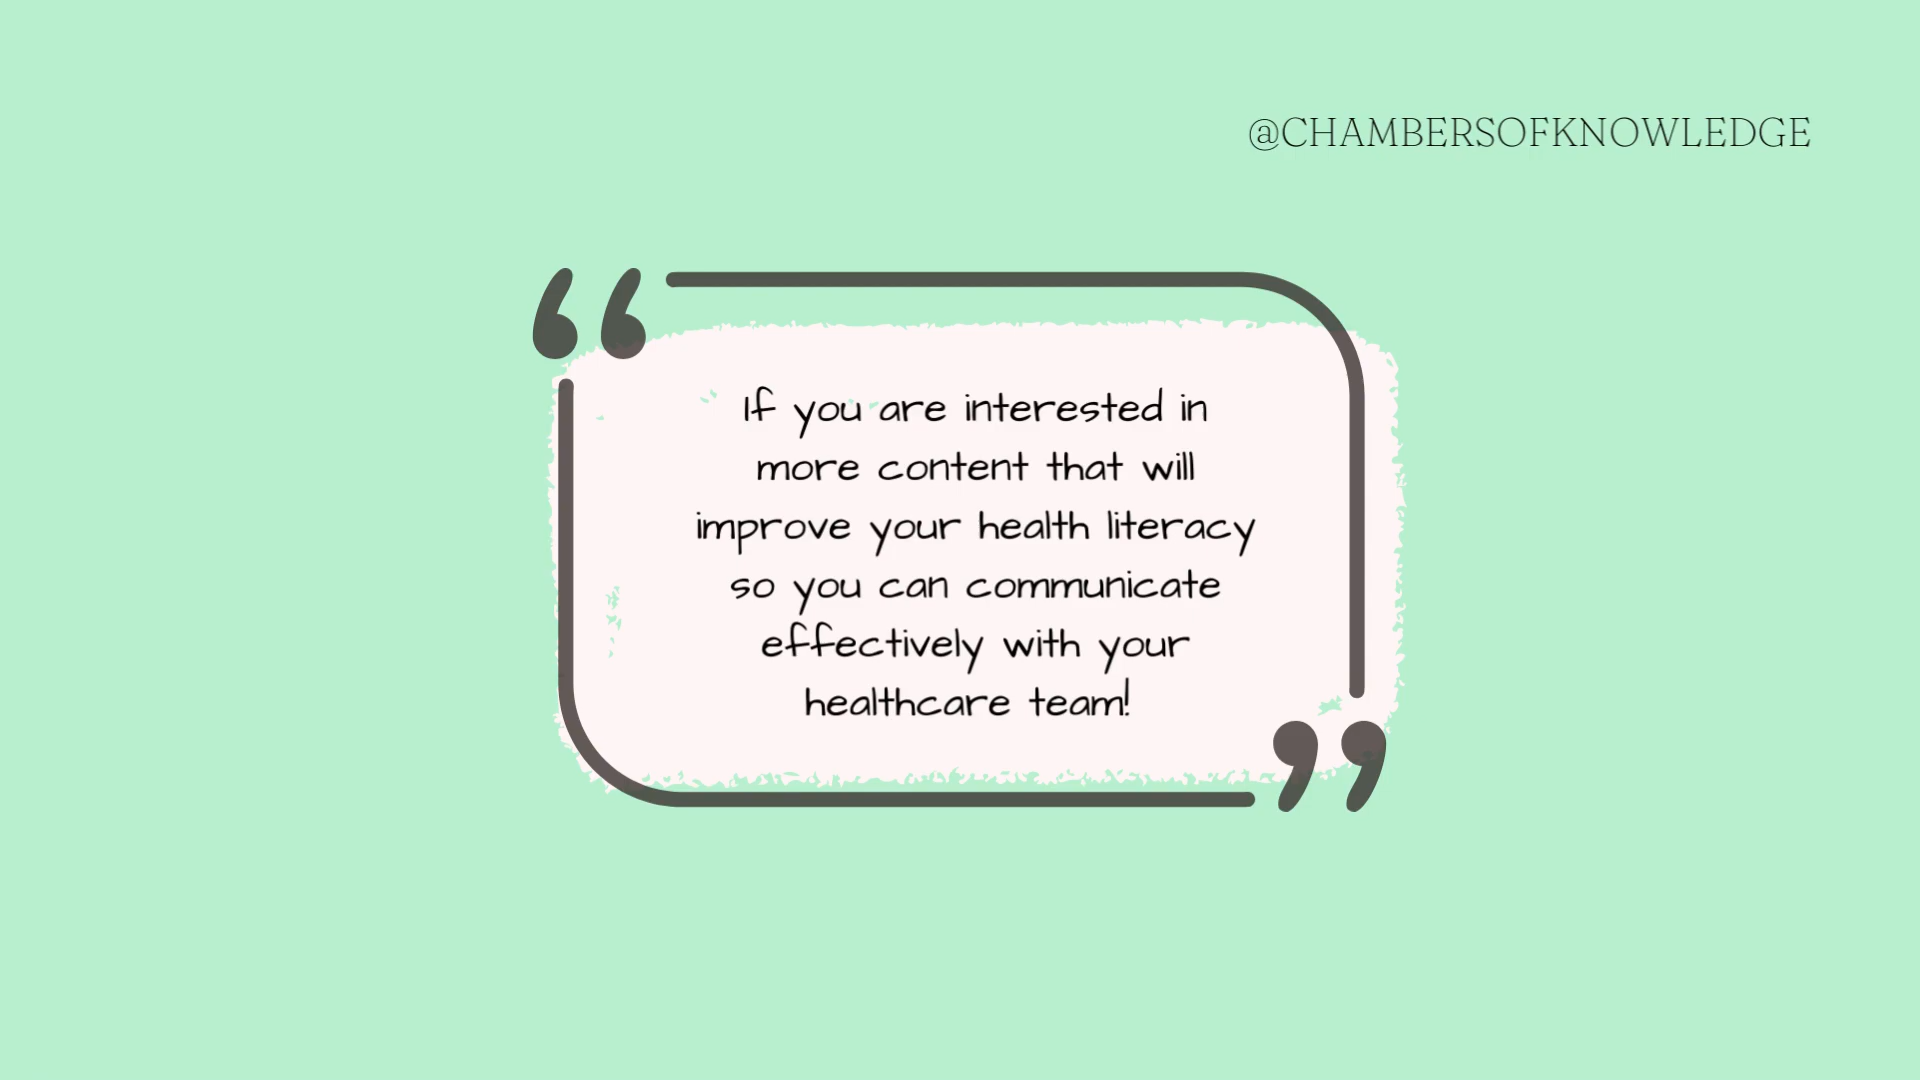 @CHAMBERSOFKNOWLEDGE
If you are interested in
more content that will
improve your health literacy
so you can communicate
effectively with your
healthcare team!